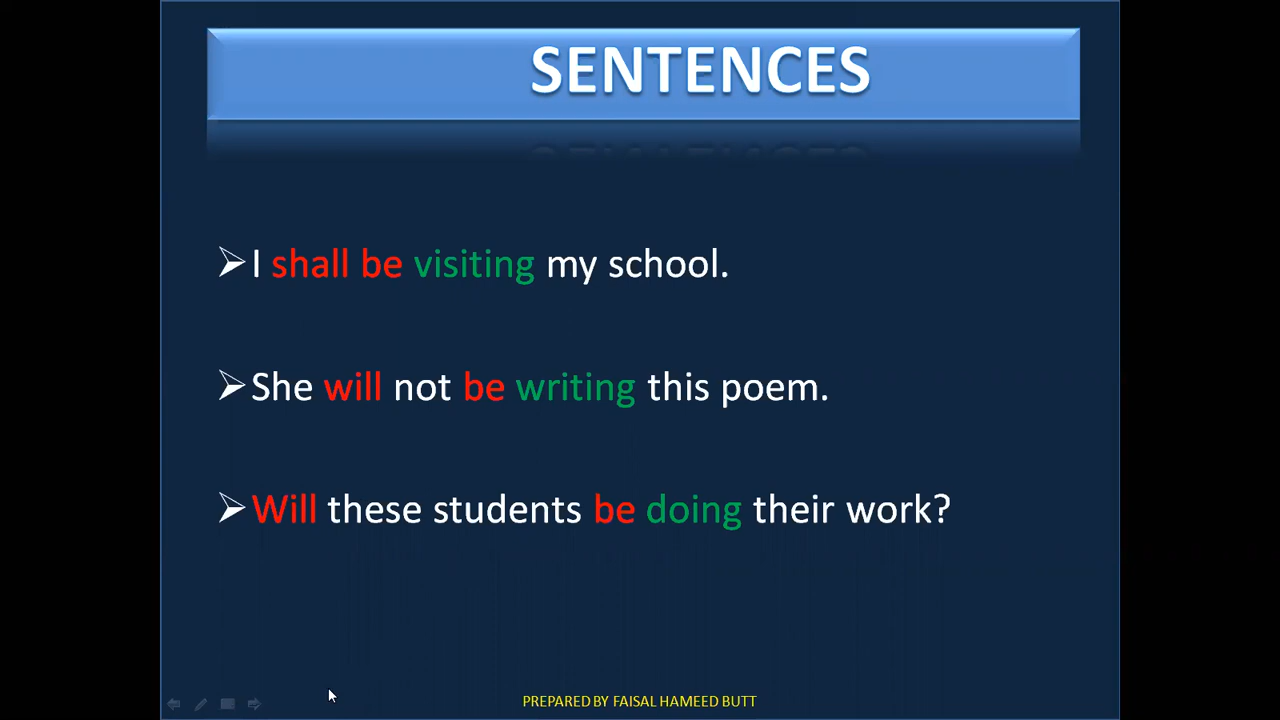 SENTENCES
➢I shall be visiting my school.
➢She will not be writing this poem.
➢Will these students be doing their work?
PREPARED BY FAISAL HAMEED BUTT